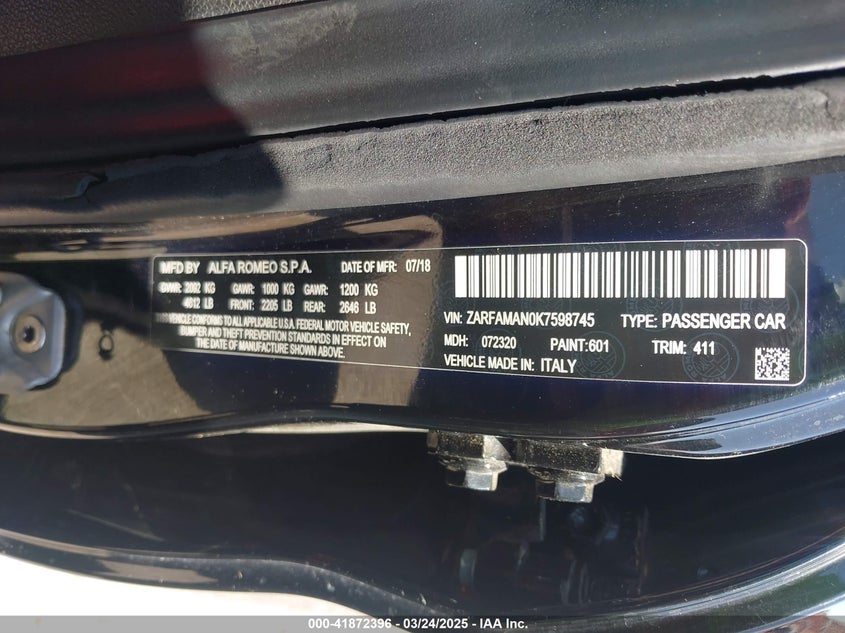 MFD BY ALFA ROMEO S.P.A. DATE OF MFR: 07/18
GVWR: 2082 KG GAWR: 1000 KG GAWR: 1200 KG
4612 LB FRONT: 2205 LB REAR: 2646 LB
THIS VEHICLE CONFORMS TO ALL APPLICABLE U.S.A. FEDERAL MOTOR VEHICLE SAFETY,
BUMPER AND THEFT PREVENTION STANDARDS IN EFFECT ON
THE DATE OF MANUFACTURE SHOWN ABOVE.
VIN: ZARFAMAN0K7598745 TYPE: PASSENGER CAR
MDH: 072320 PAINT:601 TRIM: 411
VEHICLE MADE IN: ITALY
000-41872396 - 03/24/2025 - IAA Inc.